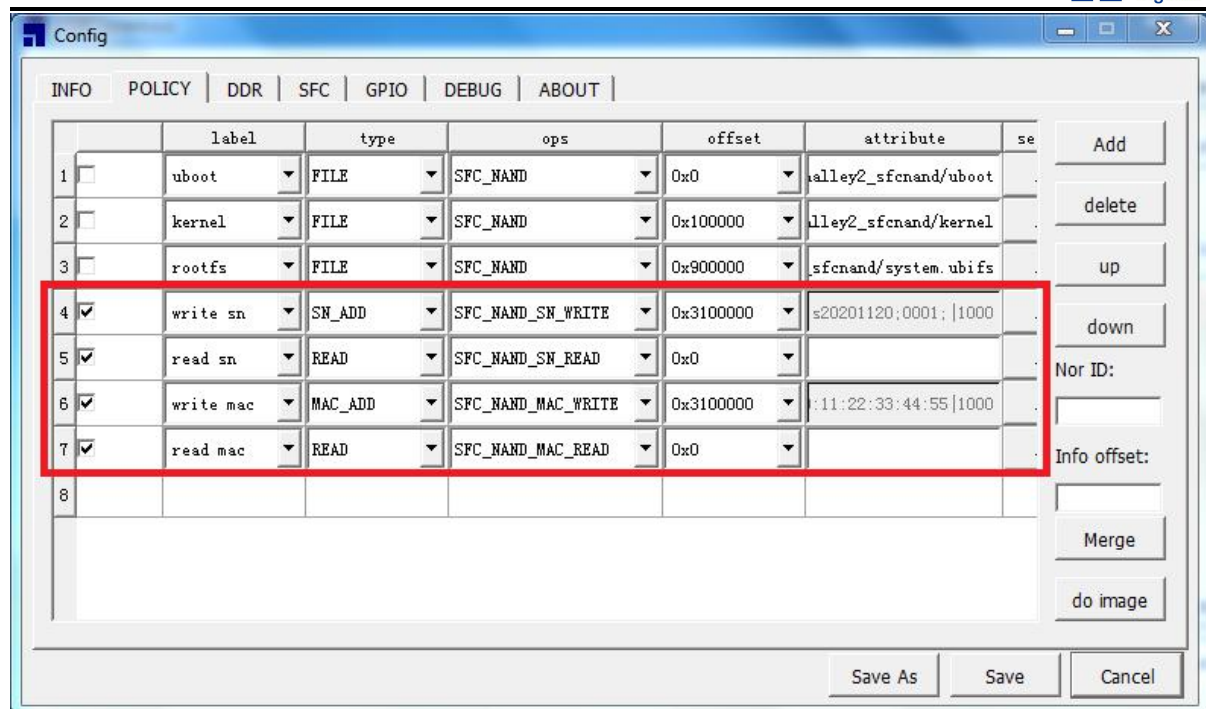 Config
INFO POLICY DDR SFC GPIO DEBUG ABOUT
label type ops offset attribute se
Add
1 uboot FILE SFC_NAND 0x0 alley2_sfcnand/uboot
delete
2 kernel FILE SFC_NAND 0x100000 lley2_sfcnand/kernel
3 rootfs FILE SFC_NAND 0x900000 _sfcnand/system.ubifs
up
4 write sn SN_ADD SFC_NAND_SN_WRITE 0x3100000 s20201120;0001; |1000
down
5 read sn READ SFC_NAND_SN_READ 0x0
Nor ID:
6 write mac MAC_ADD SFC_NAND_MAC_WRITE 0x3100000 :11:22:33:44:55|1000
7 read mac READ SFC_NAND_MAC_READ 0x0
Info offset:
8
Merge
do image
Save As Save Cancel